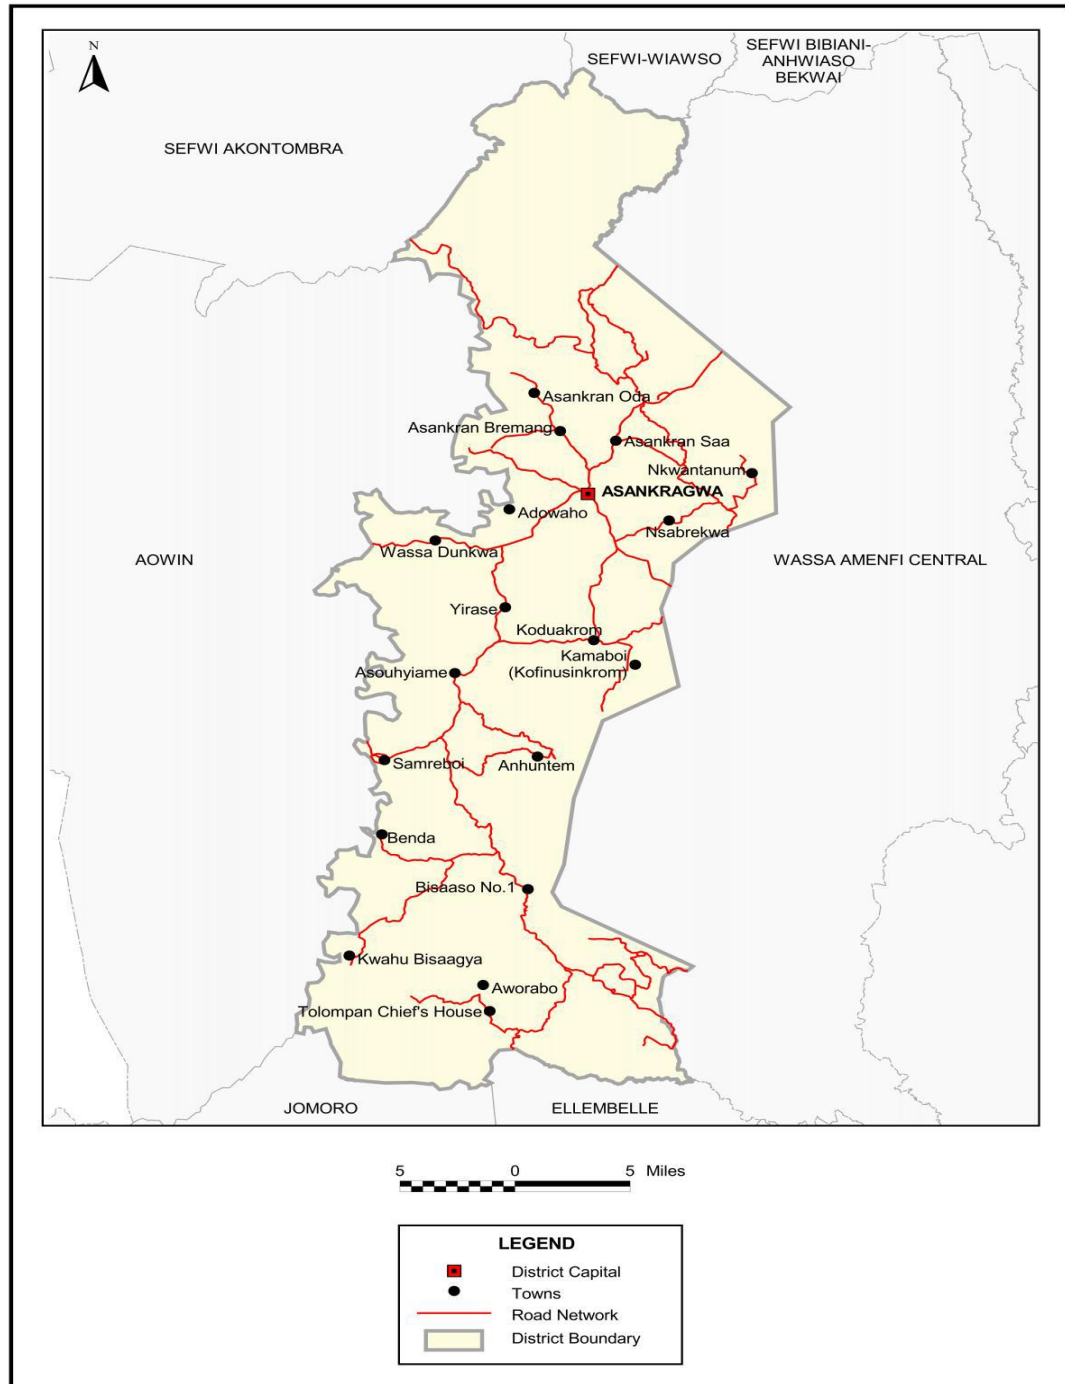 N
SEFWI-WIAWSO
SEFWI BIBIANI-
ANHWIASO
BEKWAI
SEFWI AKONTOMBRA
Asankran Oda
Asankran Bremang
Asankran Saa
Nkwantanum
ASANKRAGWA
Adowaho
Nsabrekwa
Wassa Dunkwa
AOWIN
WASSA AMENFI CENTRAL
Yirase
Koduakrom
Kamaboi
(Kofinusinkrom)
Asouhyiame
Samreboi
Anhuntem
Benda
Bisaaso No.1
Kwahu Bisaagya
Aworabo
Tolompan Chief's House
JOMORO
ELLEMBELLE
5 0 5 Miles
LEGEND
District Capital
Towns
Road Network
District Boundary